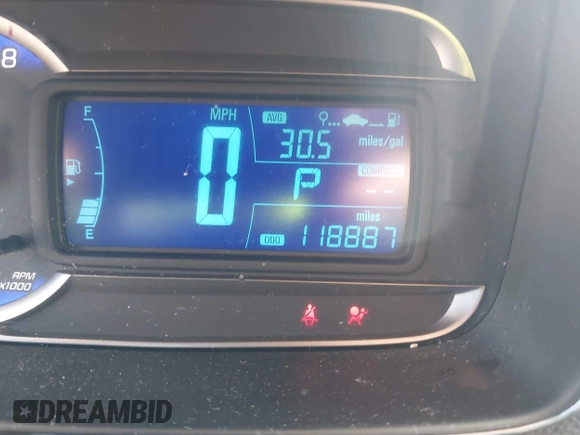 8
F
MPH
AVG
30.5 miles/gal
0
P
COMPASS
--
E
miles
ODO 118887
RPM
X1000
DREAMBID